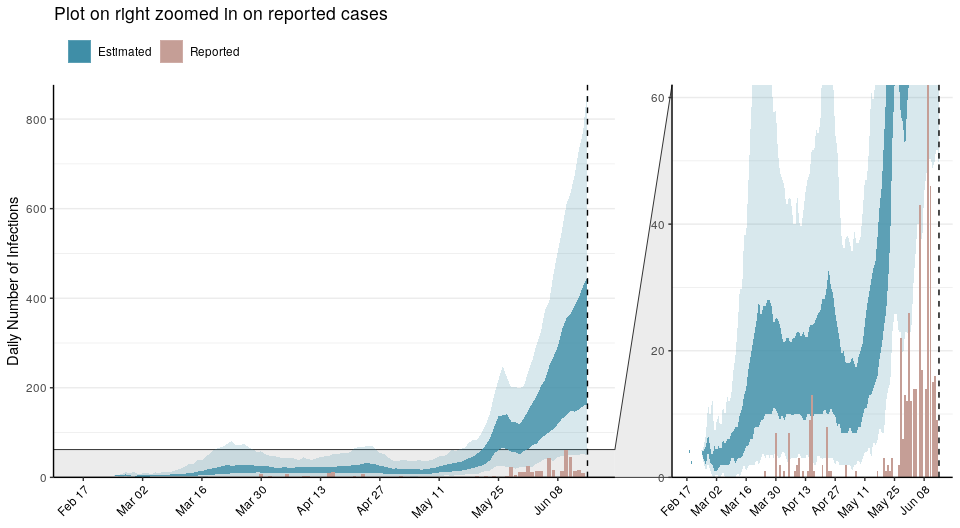 Plot on right zoomed in on reported cases
Estimated Reported
Daily Number of Infections
800
600
400
200
0
Feb 17 Mar 02 Mar 16 Mar 30 Apr 13 Apr 27 May 11 May 25 Jun 08
60
40
20
0
Feb 17 Mar 02 Mar 16 Mar 30 Apr 13 Apr 27 May 11 May 25 Jun 08